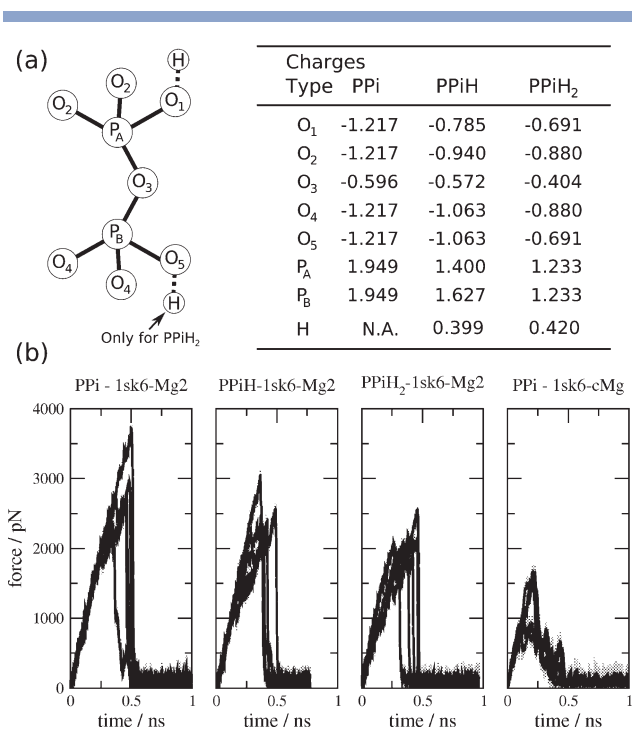 (a)
H
O2
O2
O1
PA
O3
PB
O4
O5
O4
H
Only for PPiH2
Charges
Type PPi PPiH PPiH2
O1 -1.217 -0.785 -0.691
O2 -1.217 -0.940 -0.880
O3 -0.596 -0.572 -0.404
O4 -1.217 -1.063 -0.880
O5 -1.217 -1.063 -0.691
PA 1.949 1.400 1.233
PB 1.949 1.627 1.233
H N.A. 0.399 0.420
(b)
PPi - 1sk6-Mg2 PPiH-1sk6-Mg2 PPiH2-1sk6-Mg2 PPi - 1sk6-cMg
4000
3000
2000
1000
0
force / pN
0 0.5 1 0 0.5 1 0 0.5 1 0 0.5 1
time / ns time / ns time / ns time / ns